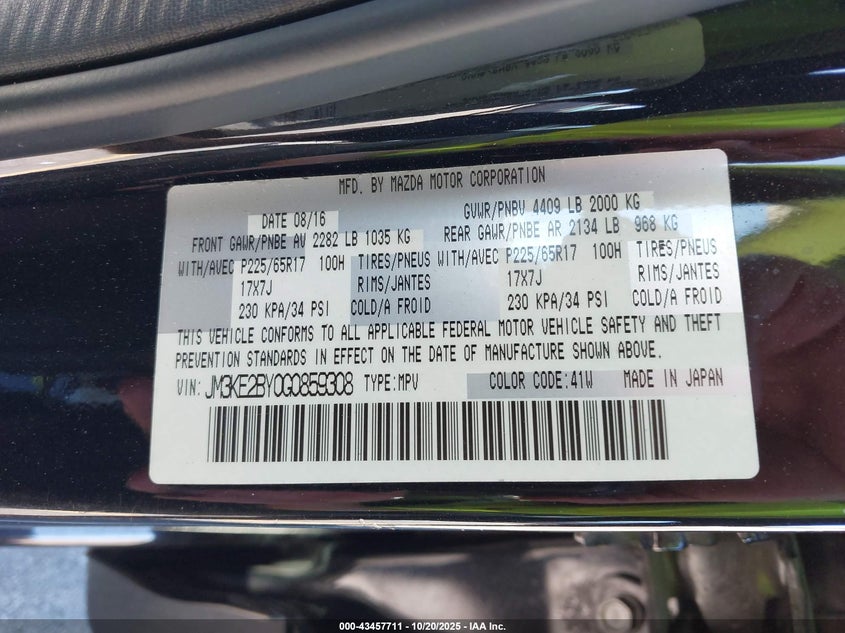 MFD. BY MAZDA MOTOR CORPORATION
DATE 08/16 GVWR/PNBV 4409 LB 2000 KG
FRONT GAWR/PNBE AV 2282 LB 1035 KG REAR GAWR/PNBE AR 2134 LB 968 KG
WITH/AVEC P225/65R17 100H TIRES/PNEUS WITH/AVEC P225/65R17 100H TIRES/PNEUS
17X7J RIMS/JANTES 17X7J RIMS/JANTES
230 KPA/34 PSI COLD/A FROID 230 KPA/34 PSI COLD/A FROID
THIS VEHICLE CONFORMS TO ALL APPLICABLE FEDERAL MOTOR VEHICLE SAFETY AND THEFT
PREVENTION STANDARDS IN EFFECT ON THE DATE OF MANUFACTURE SHOWN ABOVE.
VIN: JM3KE2BY0G0859308 TYPE:MPV COLOR CODE:41W MADE IN JAPAN
000-43457711 - 10/20/2025 - IAA Inc.